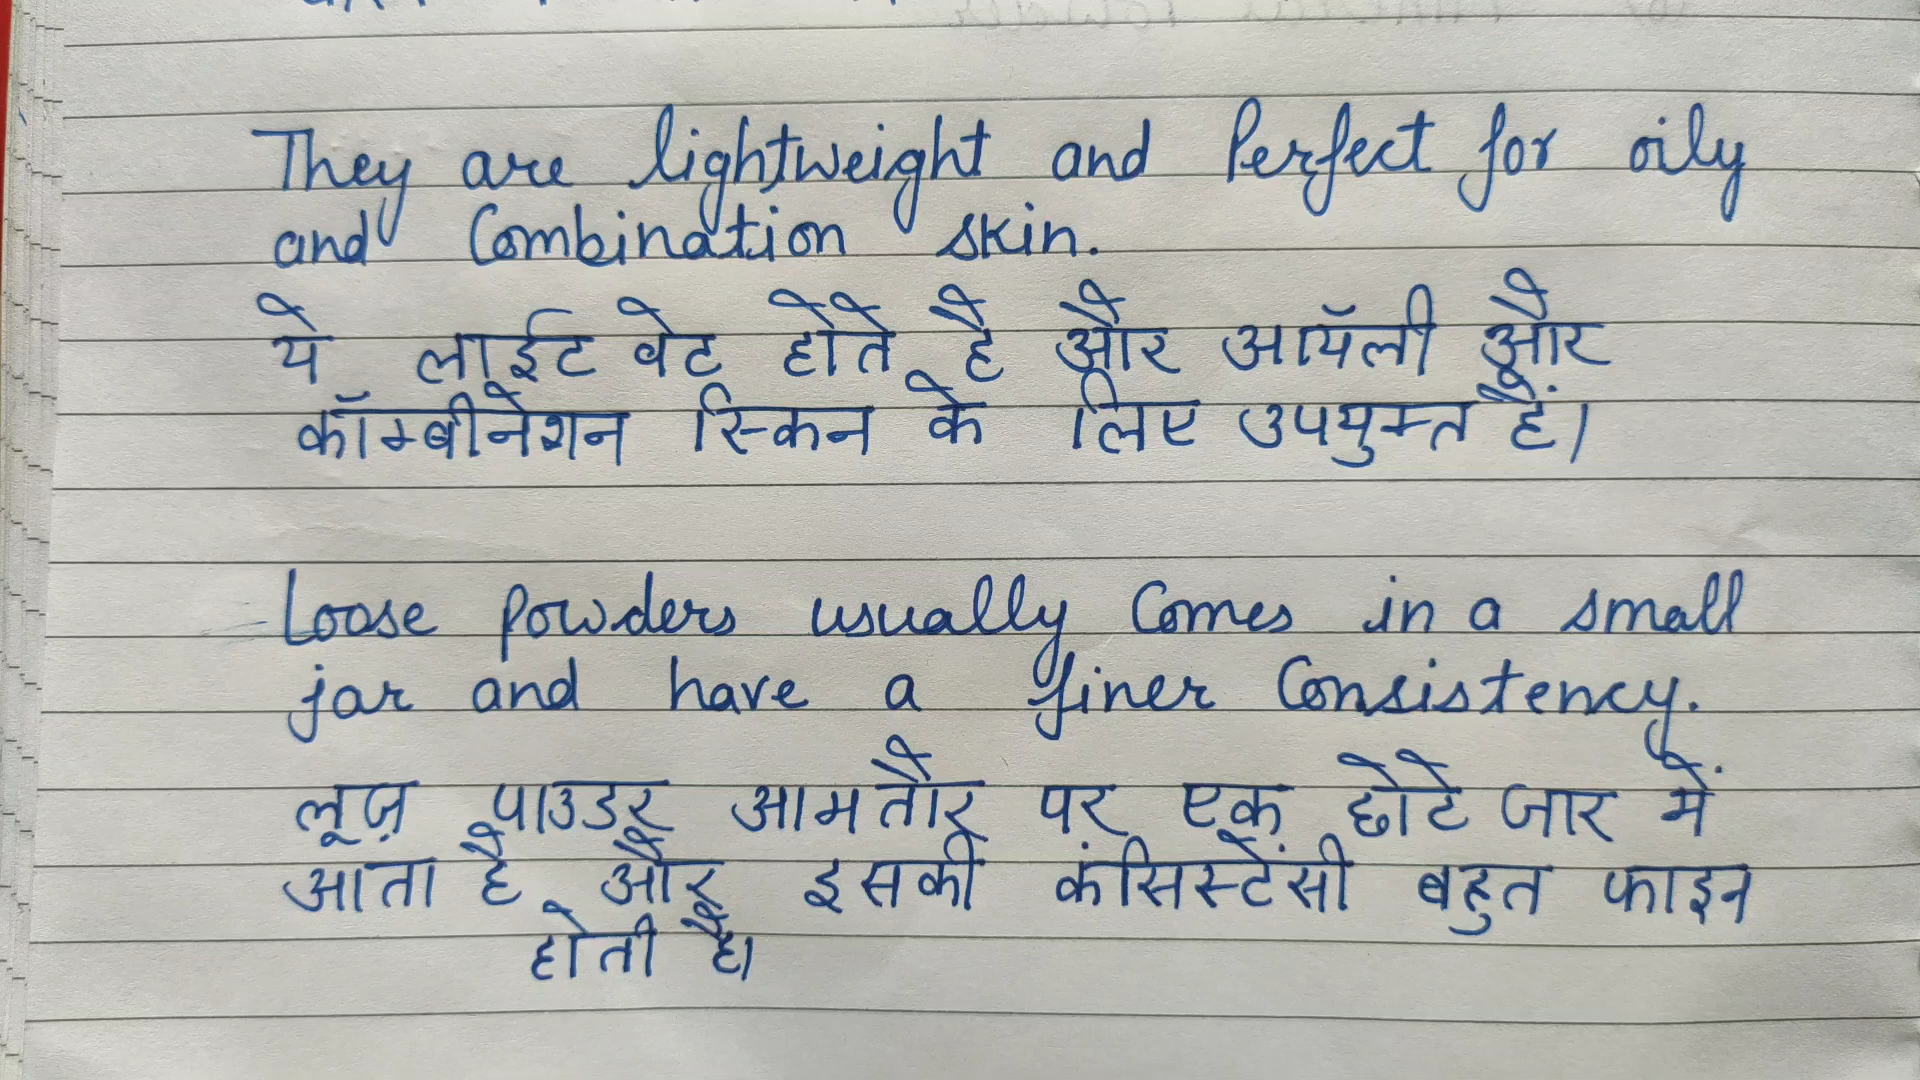 They are lightweight and Perfect for oily
and Combination skin.
ये लाईट वेट होते है और आयॅली और
कॉम्बीनेशन स्किन के लिए उपयुक्त हैं।
Loose Powders usually Comes in a small
jar and have a finer Consistency.
लूज़ पाउडर आमतौर पर एक छोटे जार में
आता है और इसकी कंसिस्टेंसी बहुत फाइन
होती है।